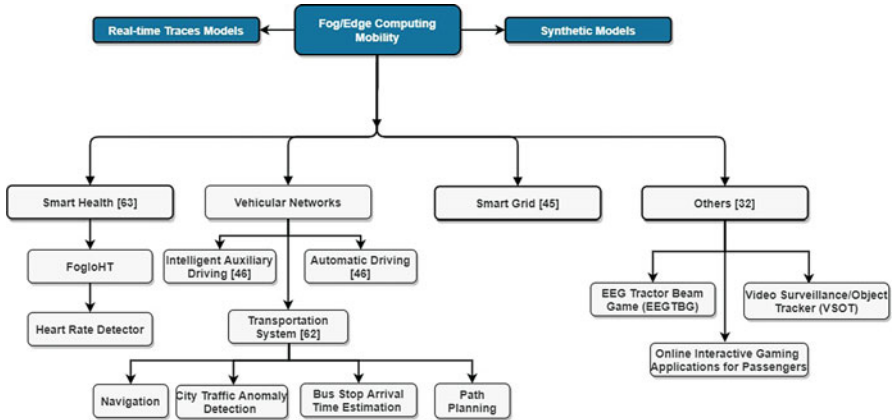 Fog/Edge Computing
Mobility
Real-time Traces Models
Synthetic Models
Smart Health [63]
Vehicular Networks
Smart Grid [45]
Others [32]
FogIoHT
Intelligent Auxiliary
Driving [46]
Automatic Driving
[46]
EEG Tractor Beam
Game (EEGTBG)
Video Surveillance/Object
Tracker (VSOT)
Heart Rate Detector
Transportation
System [62]
Online Interactive Gaming
Applications for Passengers
Navigation
City Traffic Anomaly
Detection
Bus Stop Arrival
Time Estimation
Path
Planning